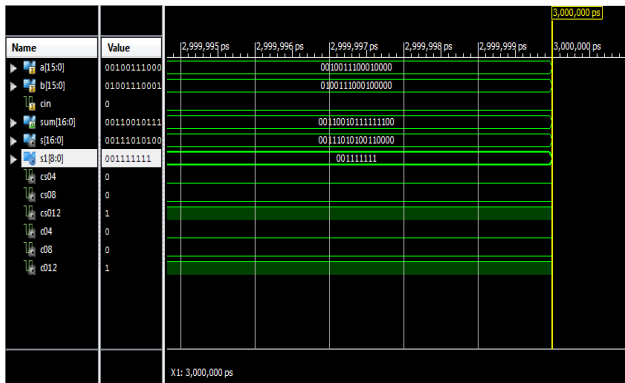 3,000,000 ps
Name Value 2,999,995 ps 2,999,996 ps 2,999,997 ps 2,999,998 ps 2,999,999 ps 3,000,000 ps
a[15:0] 00100111000 0010011100010000
b[15:0] 01001110001 0100111000100000
cin 0
sum[16:0] 00110010111 00110010111111100
s[16:0] 00111010100 00111010100110000
s1[8:0] 001111111 001111111
cs04 0
cs08 0
cs012 1
c04 0
c08 0
c012 1
X1: 3,000,000 ps